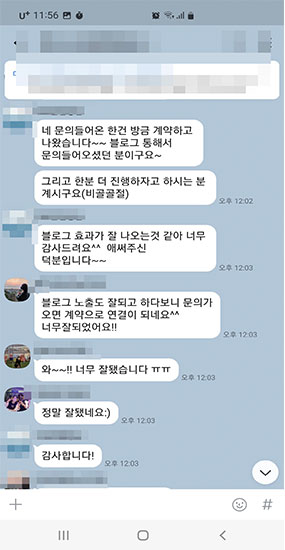 U+ 11:56
네 문의들어온 한건 방금 계약하고
나왔습니다~~ 블로그 통해서
문의들어오셨던 분이구요~
그리고 한분 더 진행하자고 하시는 분
계시구요(비골골절)
오후 12:02
블로그 효과가 잘 나오는것 같아 너무
감사드려요^^ 애써주신
덕분입니다~~
오후 12:03
블로그 노출도 잘되고 하다보니 문의가
오면 계약으로 연결이 되네요^^
너무잘되었어요!!
오후 12:03
와~~!! 너무 잘됐습니다 ㅠㅠ
오후 12:03
정말 잘됐네요:)
오후 12:03
감사합니다!
오후 12:03